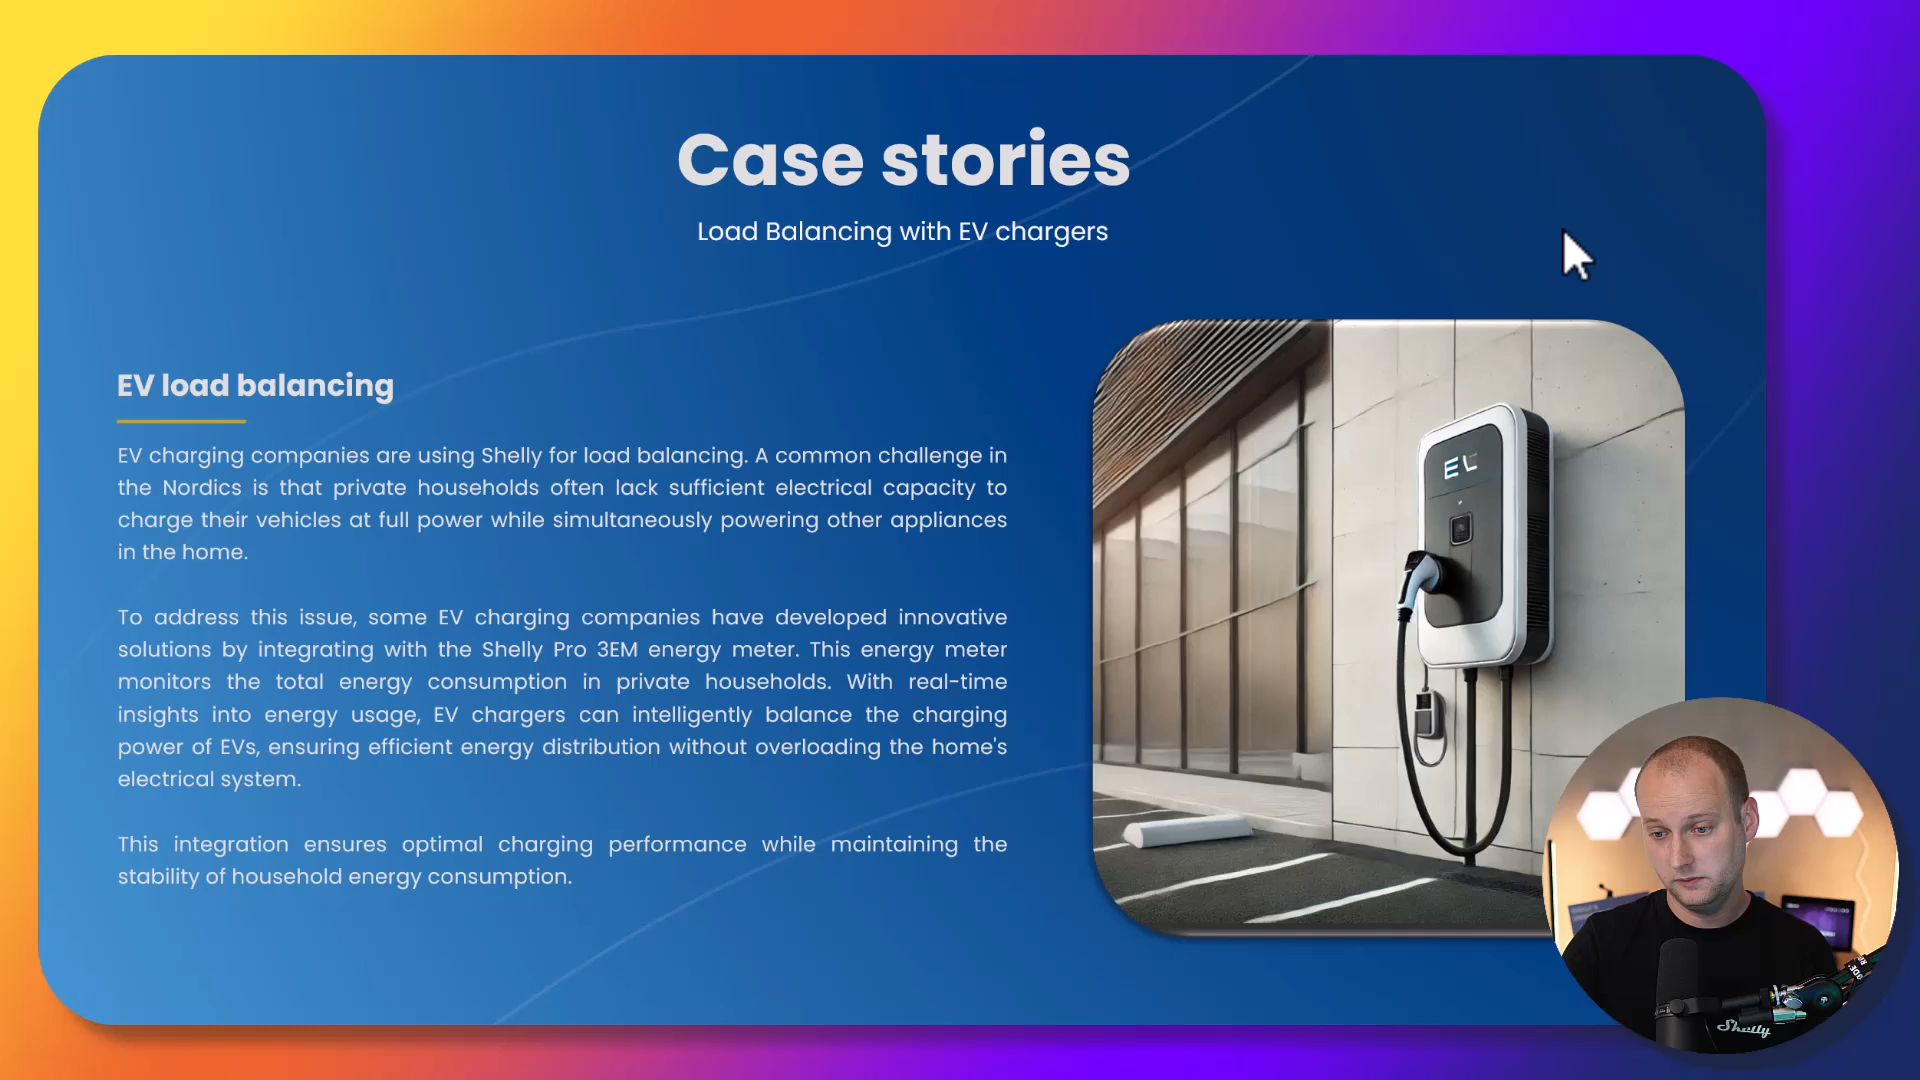 Case stories
Load Balancing with EV chargers
EV load balancing
EV charging companies are using Shelly for load balancing. A common challenge in
the Nordics is that private households often lack sufficient electrical capacity to
charge their vehicles at full power while simultaneously powering other appliances
in the home.
To address this issue, some EV charging companies have developed innovative
solutions by integrating with the Shelly Pro 3EM energy meter. This energy meter
monitors the total energy consumption in private households. With real-time
insights into energy usage, EV chargers can intelligently balance the charging
power of EVs, ensuring efficient energy distribution without overloading the home's
electrical system.
This integration ensures optimal charging performance while maintaining the
stability of household energy consumption.
Shelly